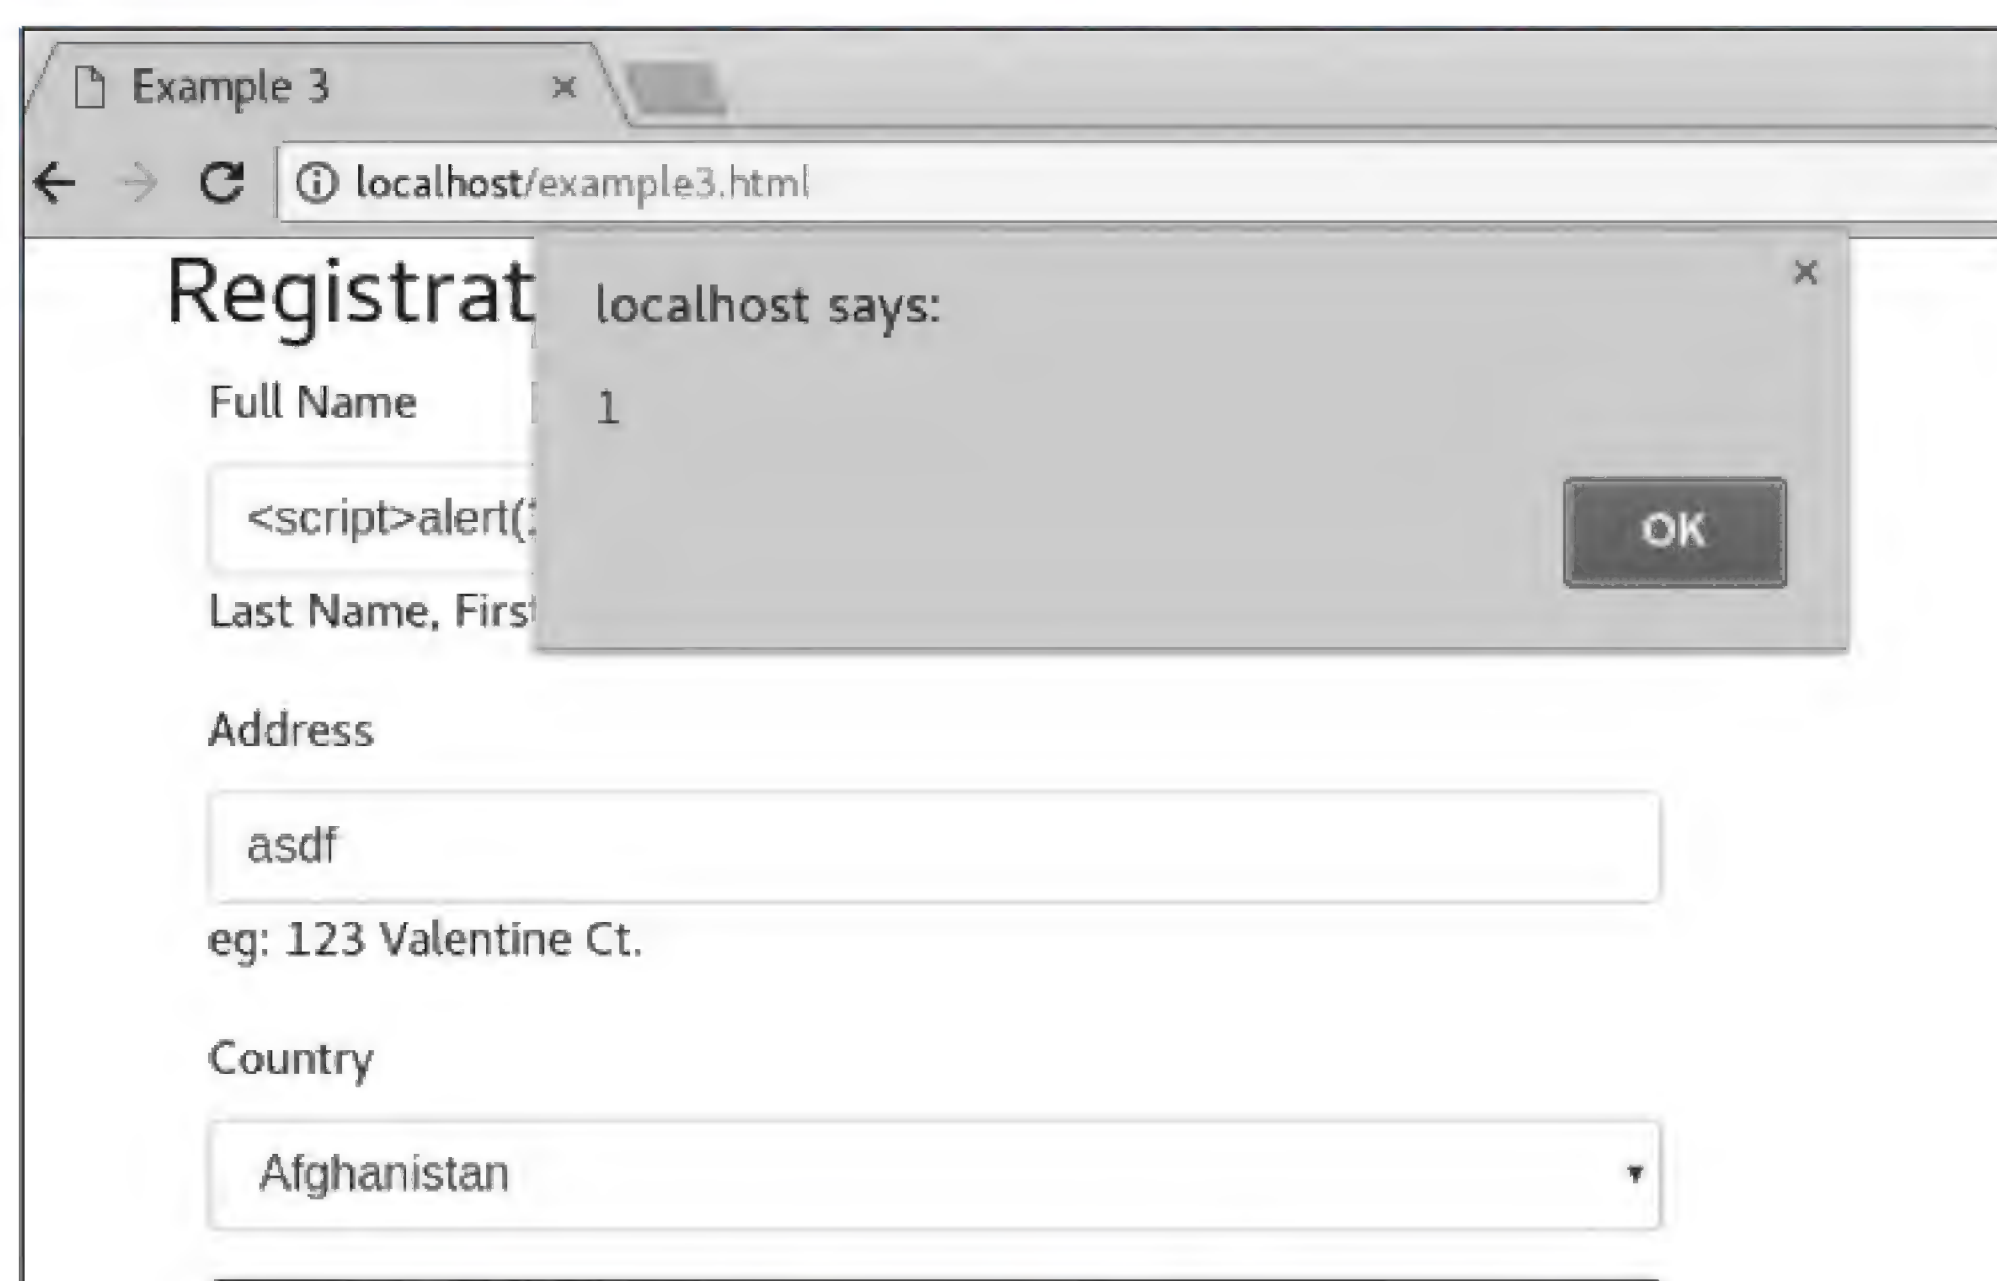 Example 3
localhost/example3.html
Registrat
localhost says:
Full Name
1
<script>alert(
OK
Last Name, Firs
Address
asdf
eg: 123 Valentine Ct.
Country
Afghanistan